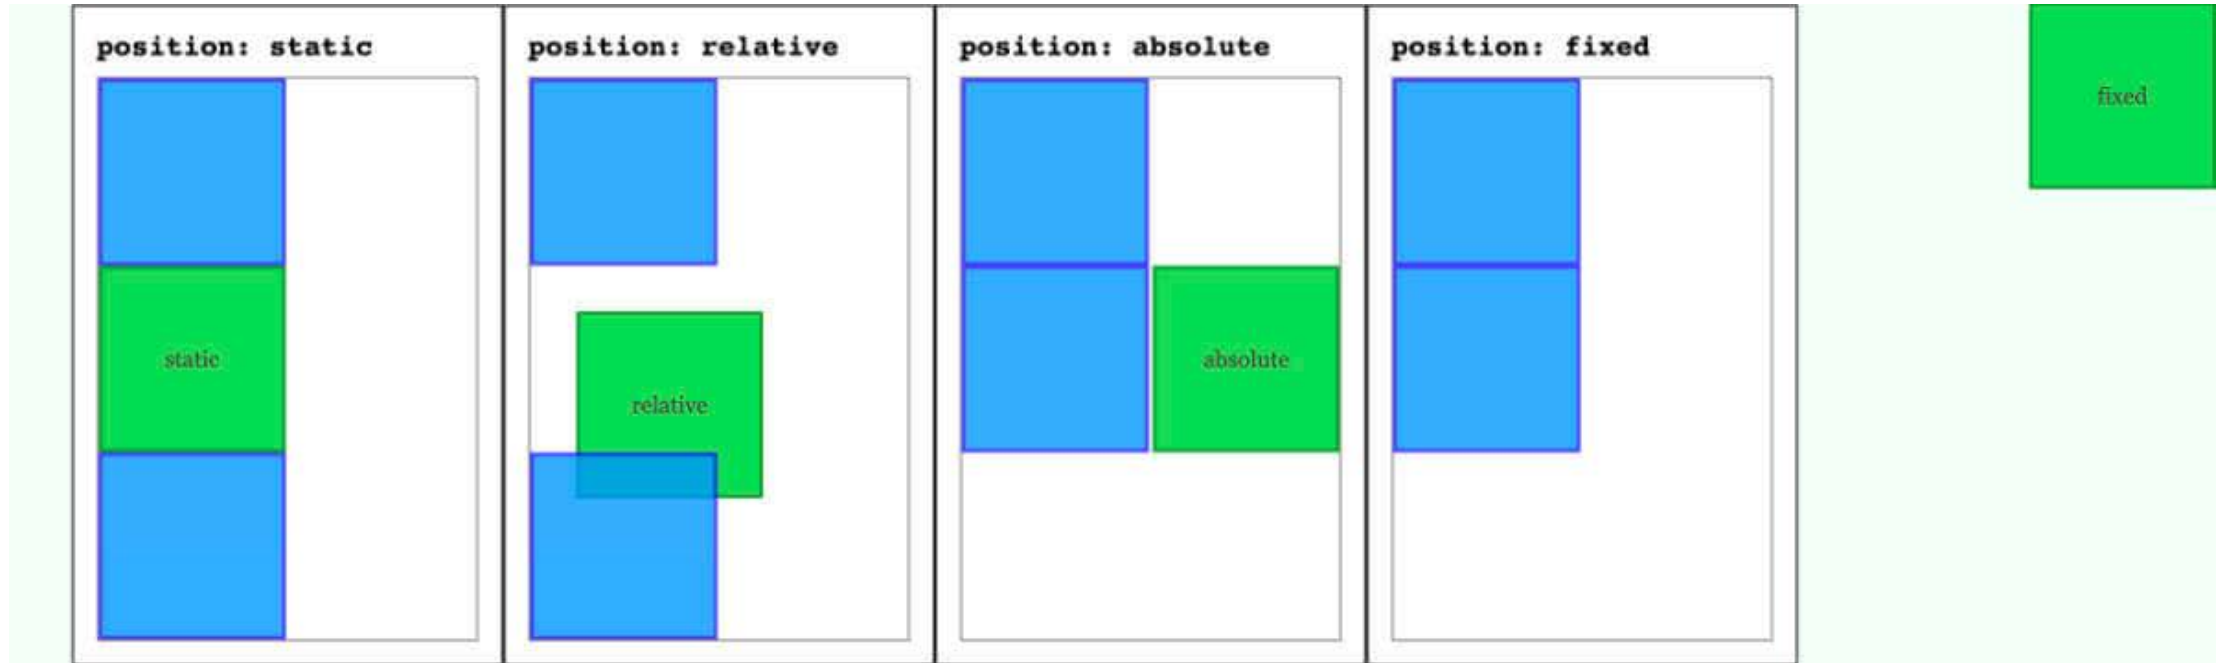 position: static
static
position: relative
relative
position: absolute
absolute
position: fixed
fixed